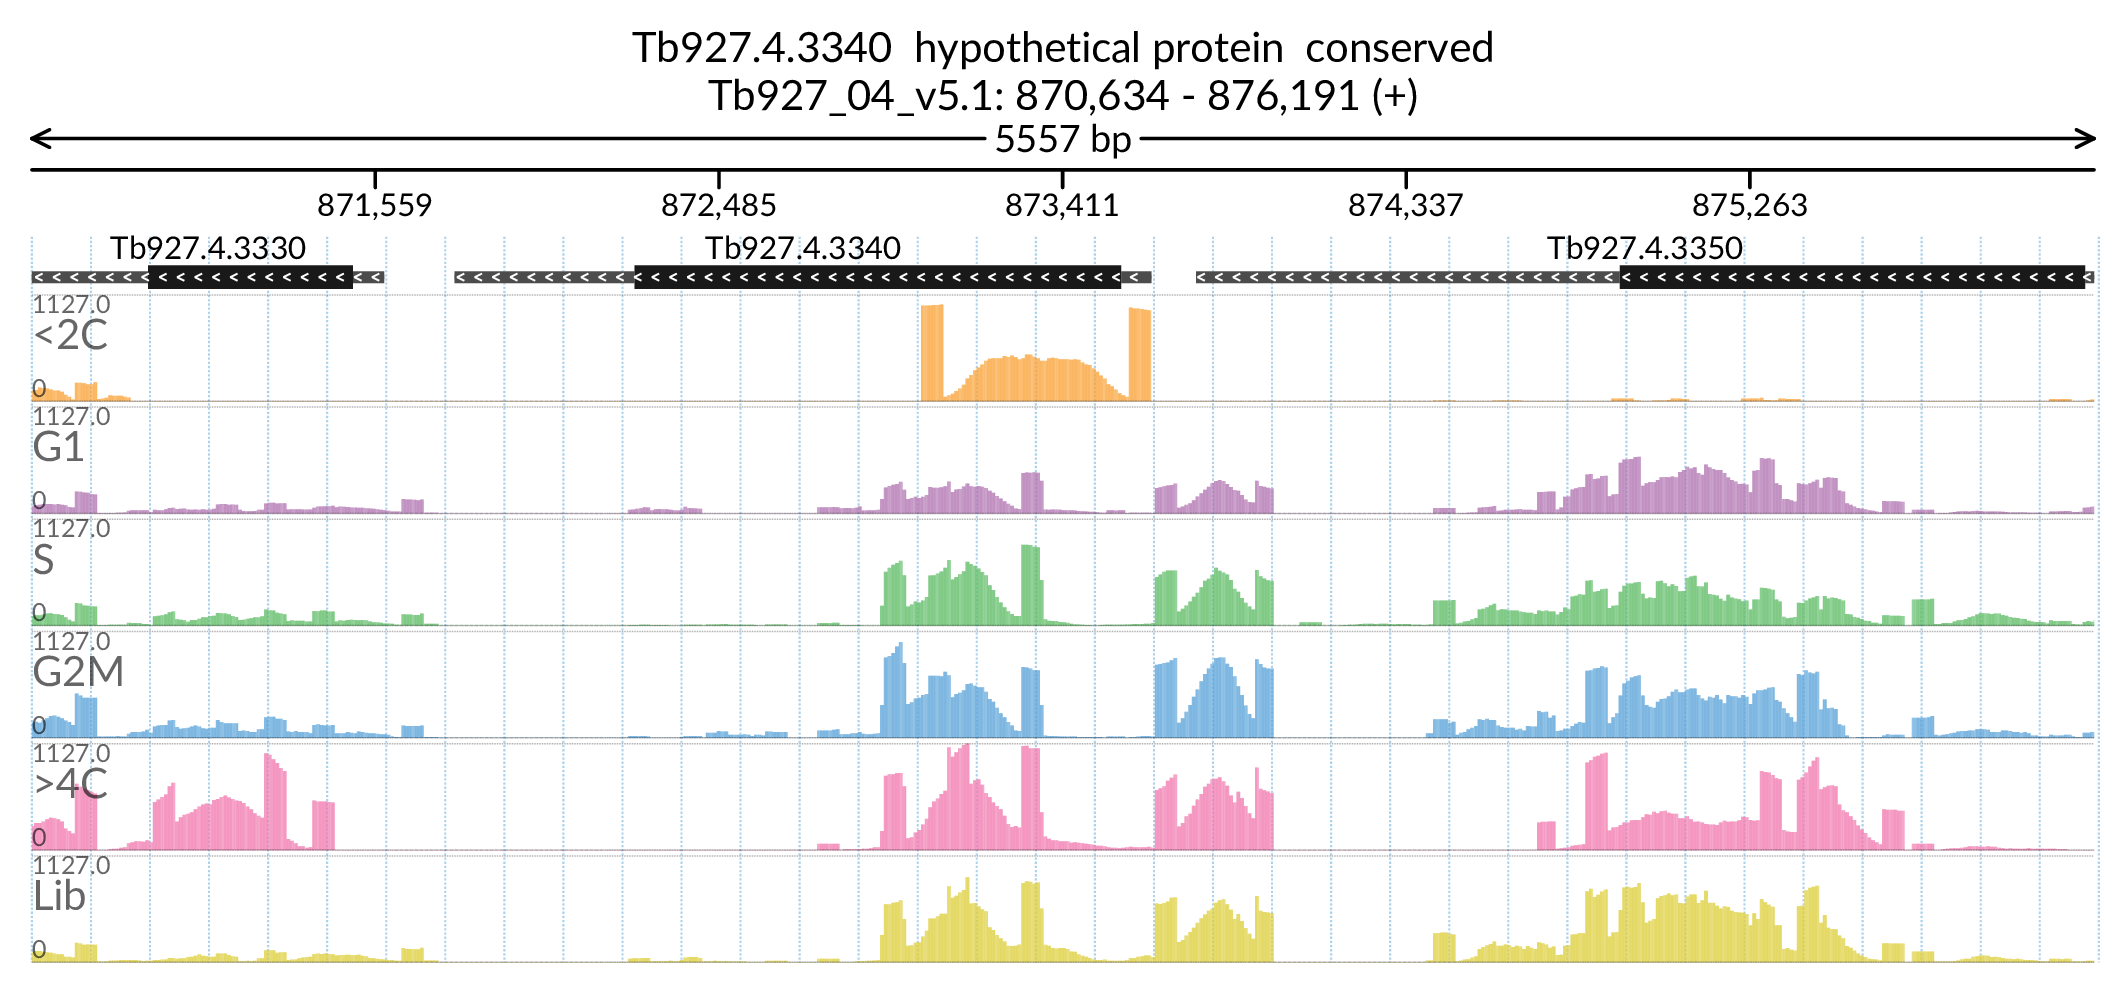 Tb927.4.3340 hypothetical protein conserved
Tb927_04_v5.1: 870,634 - 876,191 (+)
5557 bp
871,559 872,485 873,411 874,337 875,263
Tb927.4.3330 Tb927.4.3340 Tb927.4.3350
1127.0
<2C
0
1127.0
G1
0
1127.0
S
0
1127.0
G2M
0
1127.0
>4C
0
1127.0
Lib
0